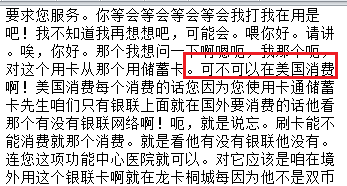 要求您服务。你等会等会等会等会我打我在用是
吧！我不知道我再想想吧，可能会。喂你好。请讲
。唉，你好。那个我想问一下啊嗯呃，我那个呃，
对这个用卡从那个用储蓄卡。可不可以在美国消费
啊！美国消费每个消费的话您因为您使用卡通储蓄
卡先生咱们只有银联上面就在国外要消费的话他看
那个有没有银联网络啊！呃，就是说忘。刷卡能不
能消费就那个消费。就是看他有没有银联他没有。
连您这项功能中心医院就可以。对它应该是咱在境
外用这个银联卡啊就在龙卡桐城每因为他不是双币